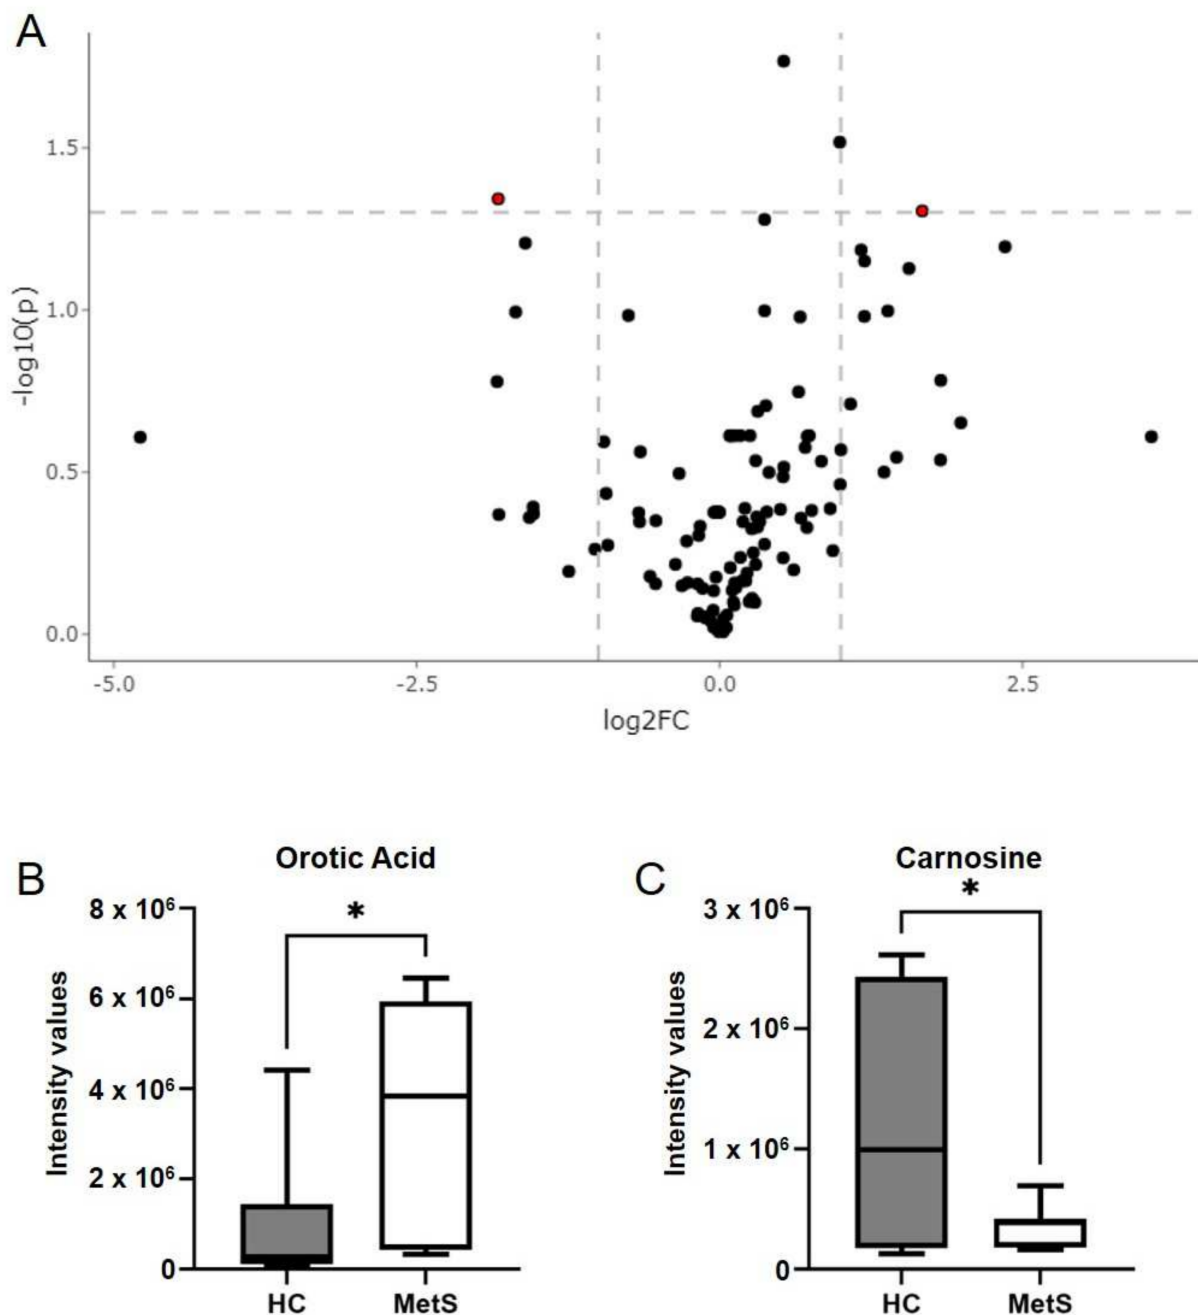 A
1.5
1.0
0.5
0.0
-log10(p)
-5.0 -2.5 0.0 2.5
log2FC
B
Orotic Acid
*
8 x 10⁶
6 x 10⁶
4 x 10⁶
2 x 10⁶
0
Intensity values
HC MetS
C
Carnosine
*
3 x 10⁶
2 x 10⁶
1 x 10⁶
0
Intensity values
HC MetS